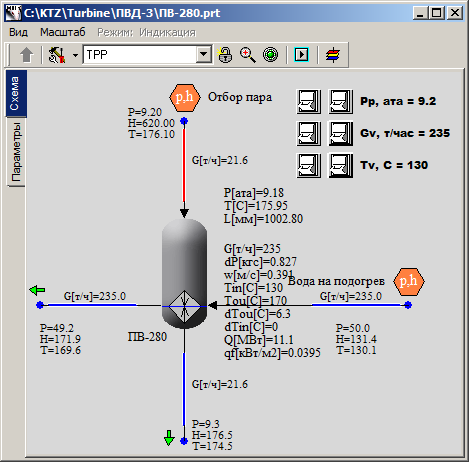 C:\KTZ\Turbine\ПВД-3\ПВ-280.prt
Вид Масштаб Режим: Индикация
TPP
Схема
Параметры
p,h
Отбор пара
P=9.20
H=620.00
T=176.10
G[т/ч]=21.6
Pp, ата = 9.2
Gv, т/час = 235
Tv, C = 130
P[ата]=9.18
T[C]=175.95
L[мм]=1002.80
G[т/ч]=235
dP[кгс]=0.827
w[м/с]=0.391
Tin[C]=130
Tou[C]=170
dTou[C]=6.3
dTin[C]=0
Q[МВт]=11.1
qf[кВт/м2]=0.0395
Вода на подогрев
p,h
G[т/ч]=235.0
G[т/ч]=235.0
P=49.2
H=171.9
T=169.6
ПВ-280
P=50.0
H=131.4
T=130.1
G[т/ч]=21.6
P=9.3
H=176.5
T=174.5